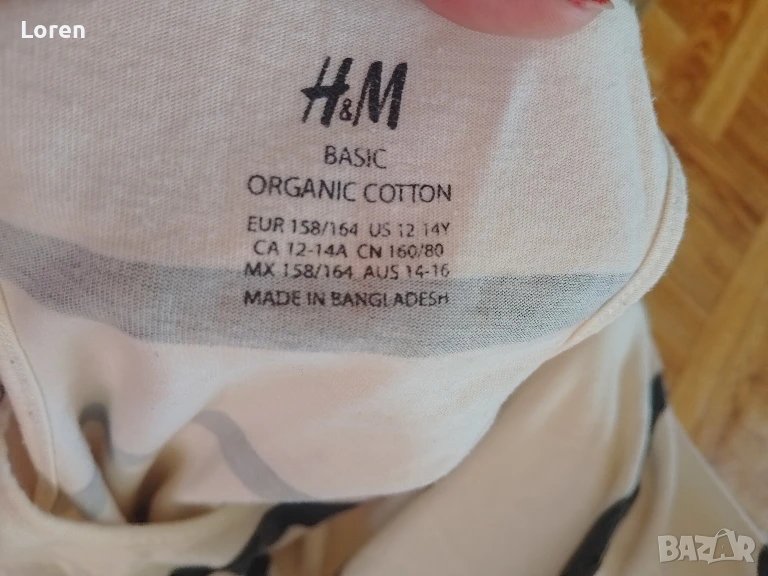 Loren
H&M
BASIC
ORGANIC COTTON
EUR 158/164 US 12-14Y
CA 12-14A CN 160/80
MX 158/164 AUS 14-16
MADE IN BANGLADESH
BAZAR